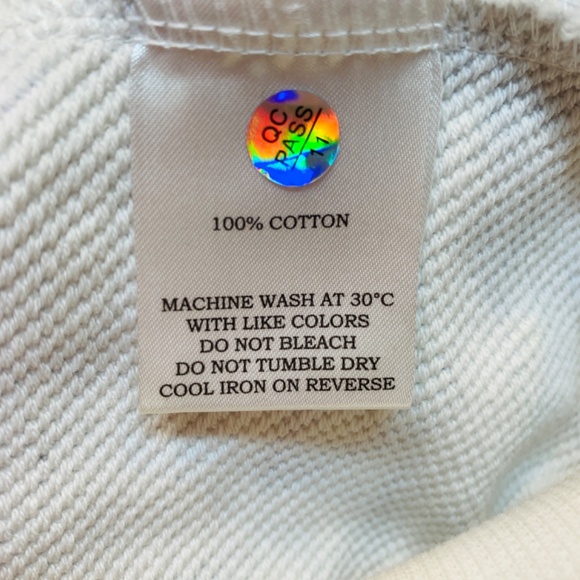 QC
PASS
11
100% COTTON
MACHINE WASH AT 30°C
WITH LIKE COLORS
DO NOT BLEACH
DO NOT TUMBLE DRY
COOL IRON ON REVERSE